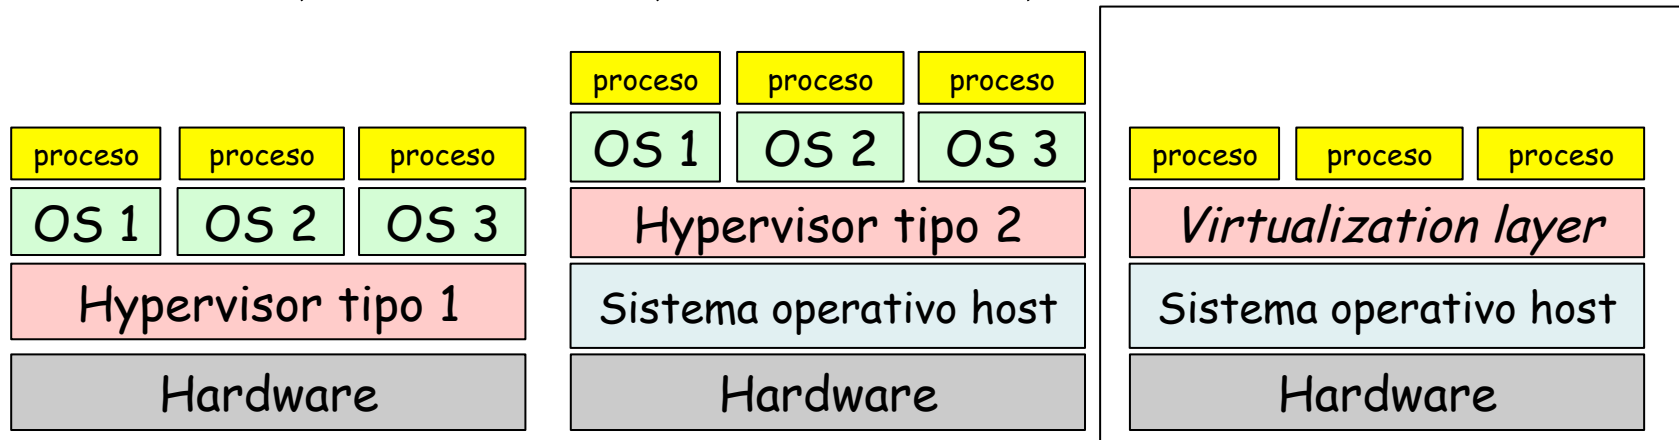 proceso proceso proceso
OS 1 OS 2 OS 3
Hypervisor tipo 1
Hardware
proceso proceso proceso
OS 1 OS 2 OS 3
Hypervisor tipo 2
Sistema operativo host
Hardware
proceso proceso proceso
Virtualization layer
Sistema operativo host
Hardware